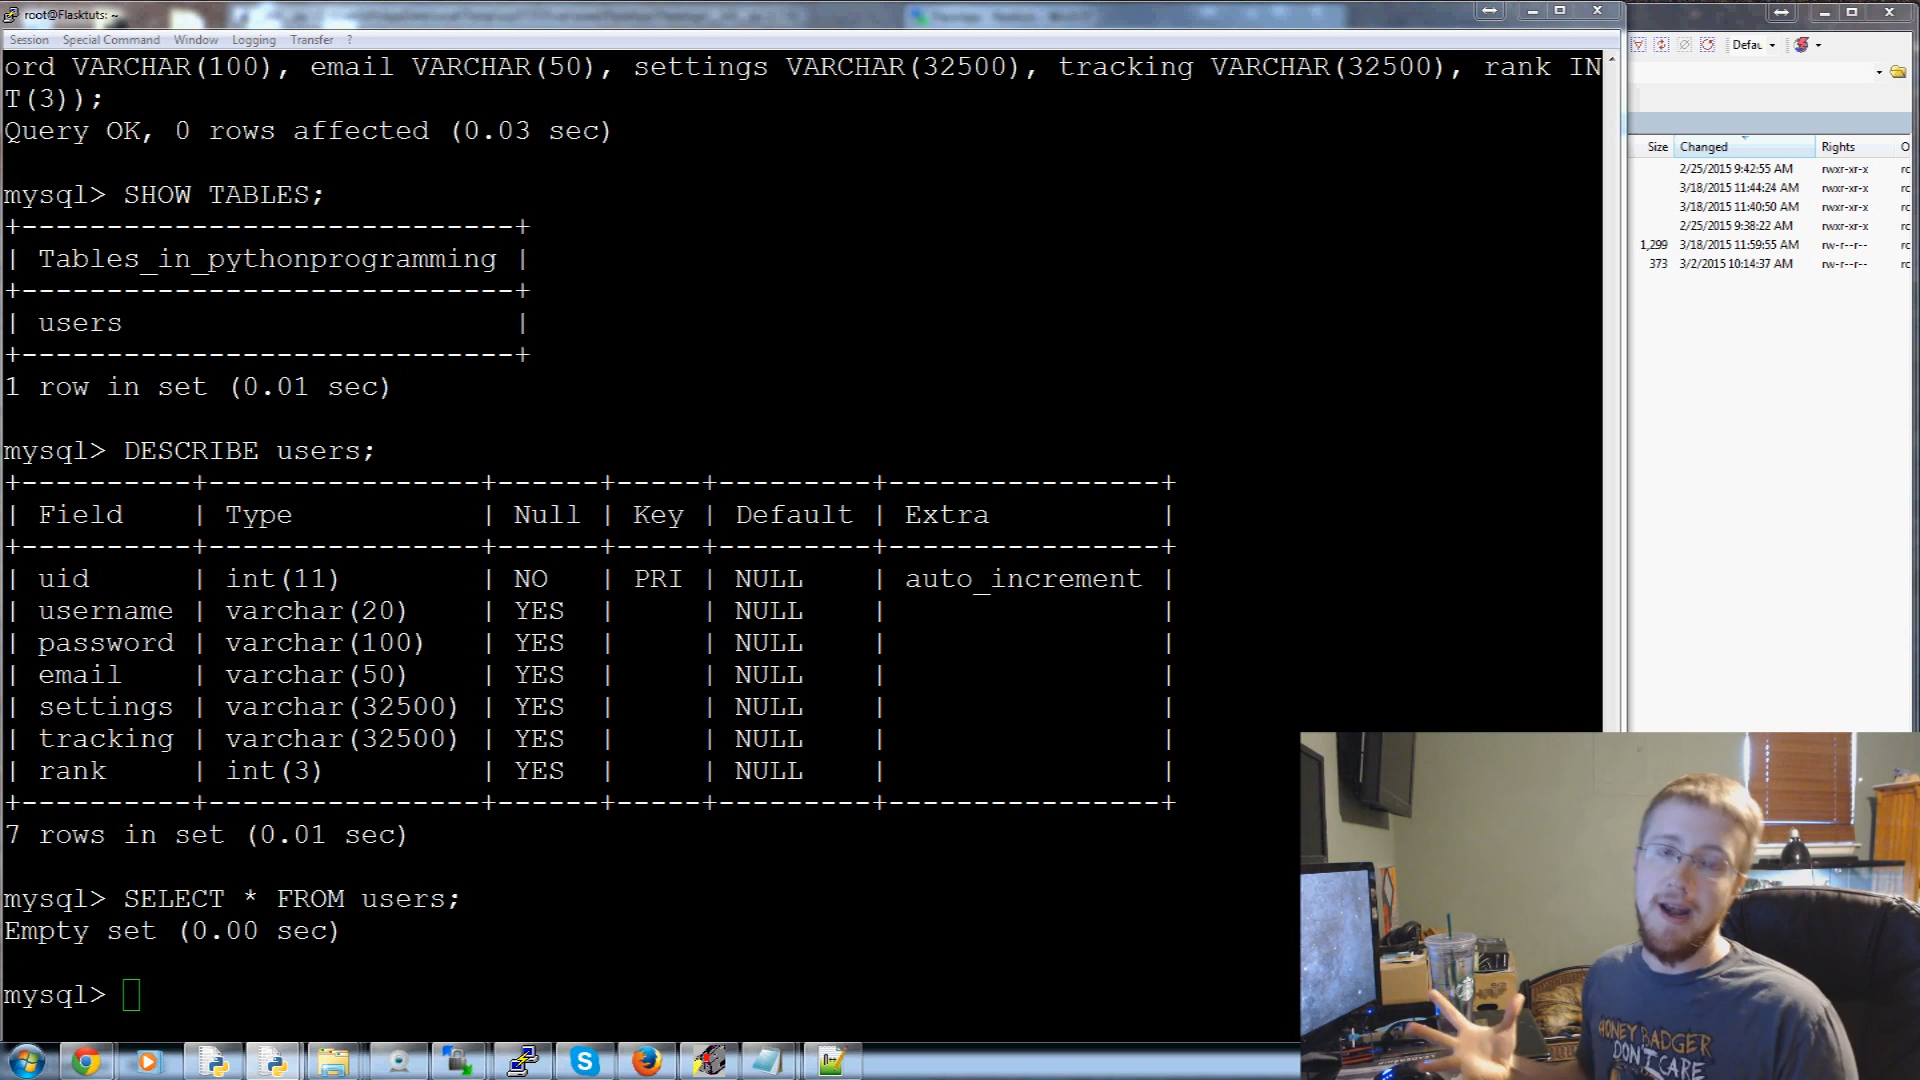 root@Flasktuts: ~
Session Special Command Window Logging Transfer ?
ord VARCHAR(100), email VARCHAR(50), settings VARCHAR(32500), tracking VARCHAR(32500), rank IN
T(3));
Query OK, 0 rows affected (0.03 sec)
mysql> SHOW TABLES;
+-----------------------------+
| Tables_in_pythonprogramming |
+-----------------------------+
| users                       |
+-----------------------------+
1 row in set (0.01 sec)
mysql> DESCRIBE users;
+----------+----------------+------+-----+---------+----------------+
| Field    | Type           | Null | Key | Default | Extra          |
+----------+----------------+------+-----+---------+----------------+
| uid      | int(11)        | NO   | PRI | NULL    | auto_increment |
| username | varchar(20)    | YES  |     | NULL    |                |
| password | varchar(100)   | YES  |     | NULL    |                |
| email    | varchar(50)    | YES  |     | NULL    |                |
| settings | varchar(32500) | YES  |     | NULL    |                |
| tracking | varchar(32500) | YES  |     | NULL    |                |
| rank     | int(3)         | YES  |     | NULL    |                |
+----------+----------------+------+-----+---------+----------------+
7 rows in set (0.01 sec)
mysql> SELECT * FROM users;
Empty set (0.00 sec)
mysql>
Defau
Size Changed Rights O
2/25/2015 9:42:55 AM rwxr-xr-x rc
3/18/2015 11:44:24 AM rwxr-xr-x rc
3/18/2015 11:40:50 AM rwxr-xr-x rc
2/25/2015 9:38:22 AM rwxr-xr-x rc
1,299 3/18/2015 11:59:55 AM rw-r--r-- rc
373 3/2/2015 10:14:37 AM rw-r--r-- rc
HONEY BADGER
DON'T CARE